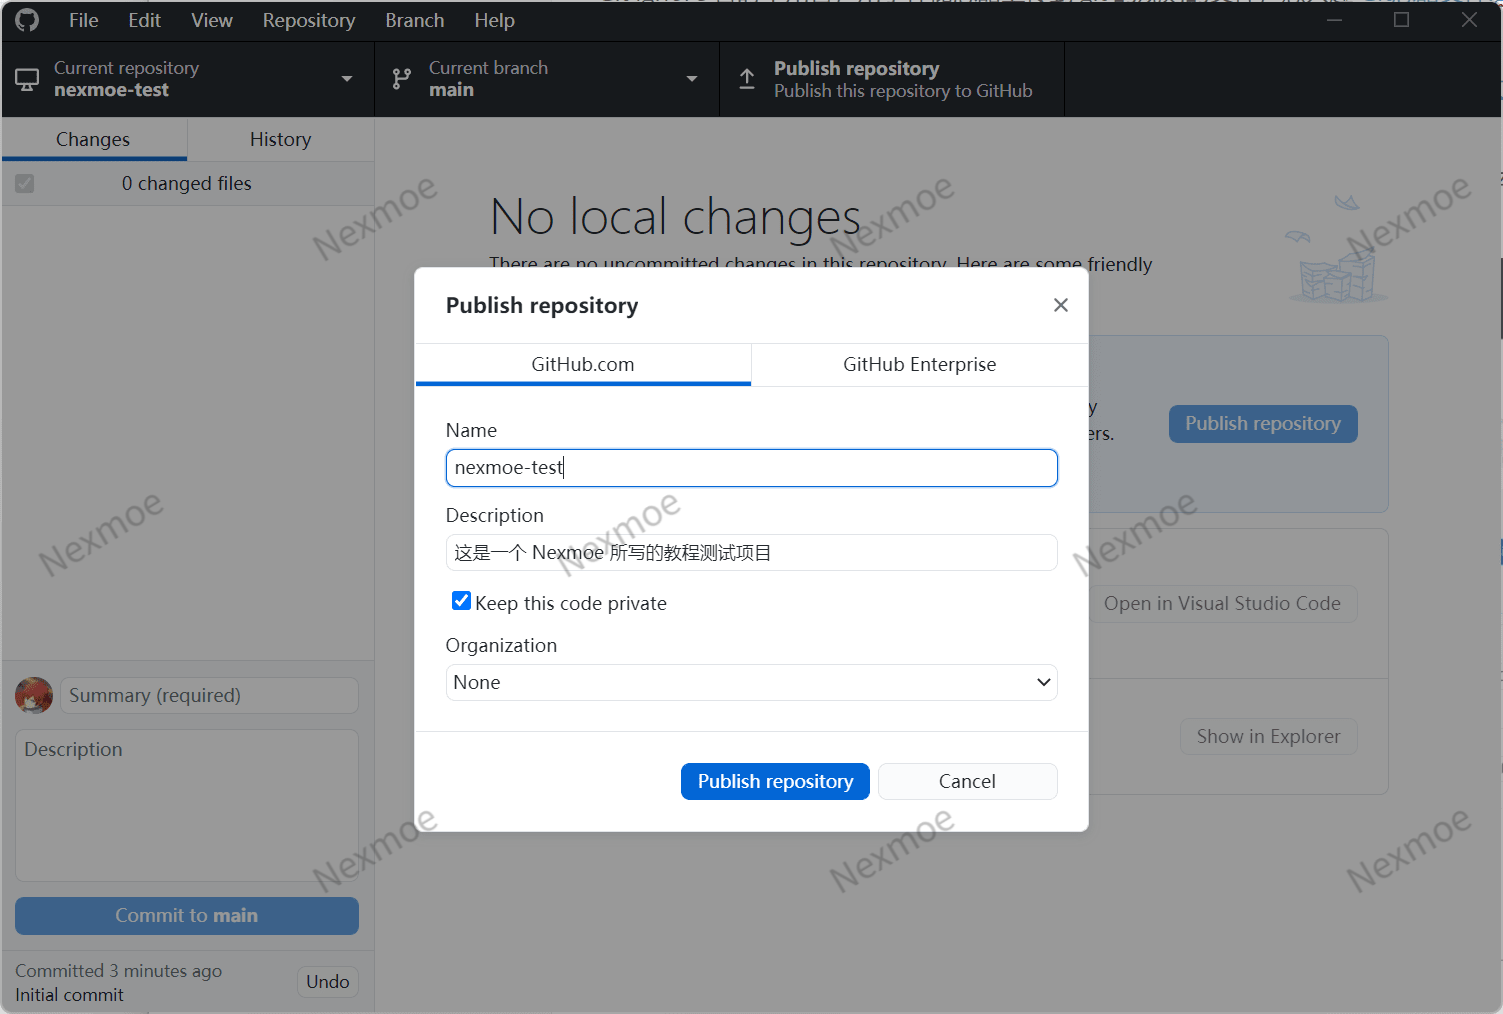 File Edit View Repository Branch Help
Current repository
nexmoe-test
Current branch
main
Publish repository
Publish this repository to GitHub
Changes History
0 changed files
No local changes
There are no uncommitted changes in this repository. Here are some friendly
Publish repository
GitHub.com GitHub Enterprise
Name
nexmoe-test
Description
这是一个 Nexmoe 所写的教程测试项目
Keep this code private
Organization
None
Publish repository Cancel
y
ers.
Publish repository
Open in Visual Studio Code
Show in Explorer
Summary (required)
Description
Commit to main
Committed 3 minutes ago
Initial commit
Undo
Nexmoe
Nexmoe
Nexmoe
Nexmoe
Nexmoe
Nexmoe
Nexmoe
Nexmoe
Nexmoe